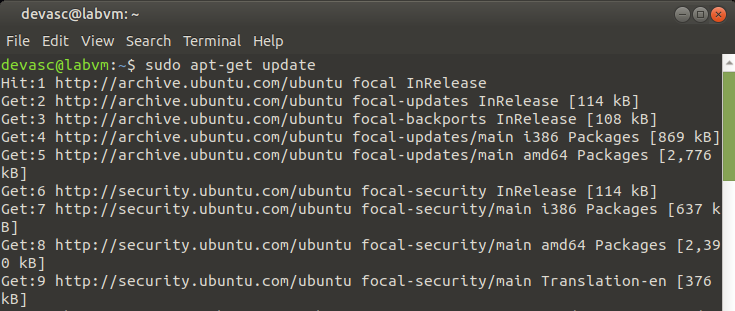 devasc@labvm: ~
File Edit View Search Terminal Help
devasc@labvm:~$ sudo apt-get update
Hit:1 http://archive.ubuntu.com/ubuntu focal InRelease
Get:2 http://archive.ubuntu.com/ubuntu focal-updates InRelease [114 kB]
Get:3 http://archive.ubuntu.com/ubuntu focal-backports InRelease [108 kB]
Get:4 http://archive.ubuntu.com/ubuntu focal-updates/main i386 Packages [869 kB]
Get:5 http://archive.ubuntu.com/ubuntu focal-updates/main amd64 Packages [2,776
kB]
Get:6 http://security.ubuntu.com/ubuntu focal-security InRelease [114 kB]
Get:7 http://security.ubuntu.com/ubuntu focal-security/main i386 Packages [637 k
B]
Get:8 http://security.ubuntu.com/ubuntu focal-security/main amd64 Packages [2,39
0 kB]
Get:9 http://security.ubuntu.com/ubuntu focal-security/main Translation-en [376
kB]